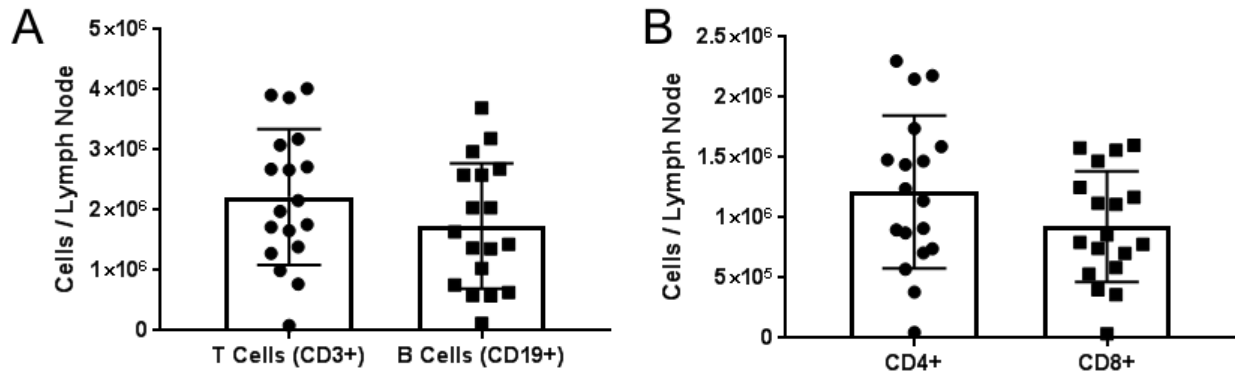 A
B
Cells / Lymph Node
5×10⁶
4×10⁶
3×10⁶
2×10⁶
1×10⁶
0
T Cells (CD3+)
B Cells (CD19+)
Cells / Lymph Node
2.5×10⁶
2×10⁶
1.5×10⁶
1×10⁶
5×10⁵
0
CD4+
CD8+